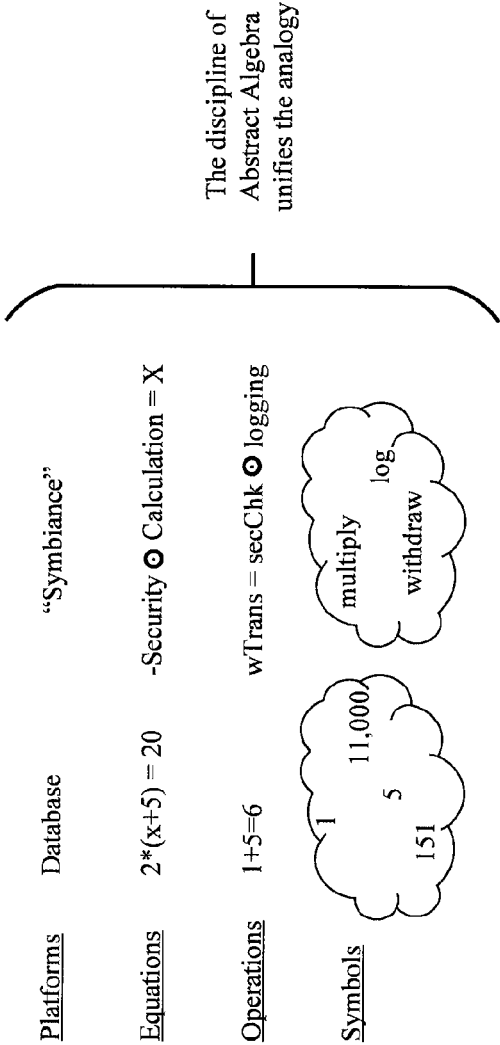 Platforms Database “Symbiance”
Equations 2*(x+5) = 20 -Security ⊙ Calculation = X
Operations 1+5=6 wTrans = secChk ⊙ logging
Symbols
1
11,000
5
151
multiply
log
withdraw
The discipline of
Abstract Algebra
unifies the analogy